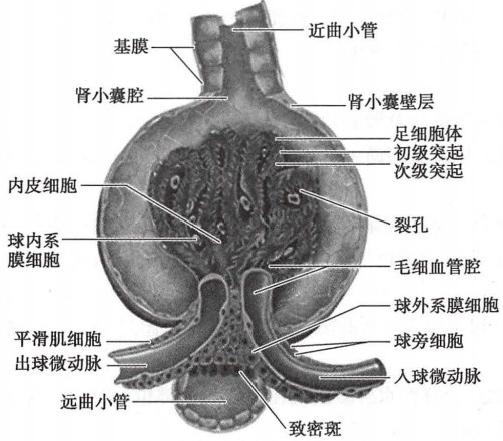 近曲小管
基膜
肾小囊腔
肾小囊壁层
足细胞体
初级突起
次级突起
内皮细胞
裂孔
球内系
膜细胞
毛细血管腔
球外系膜细胞
平滑肌细胞
球旁细胞
出球微动脉
入球微动脉
远曲小管
致密斑